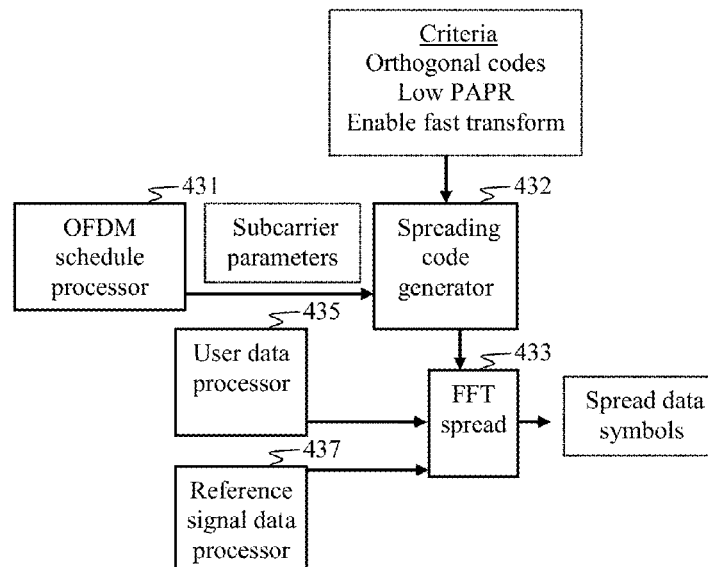 Criteria
Orthogonal codes
Low PAPR
Enable fast transform
431
432
OFDM
schedule
processor
Subcarrier
parameters
Spreading
code
generator
435
433
User data
processor
FFT
spread
Spread data
symbols
437
Reference
signal data
processor